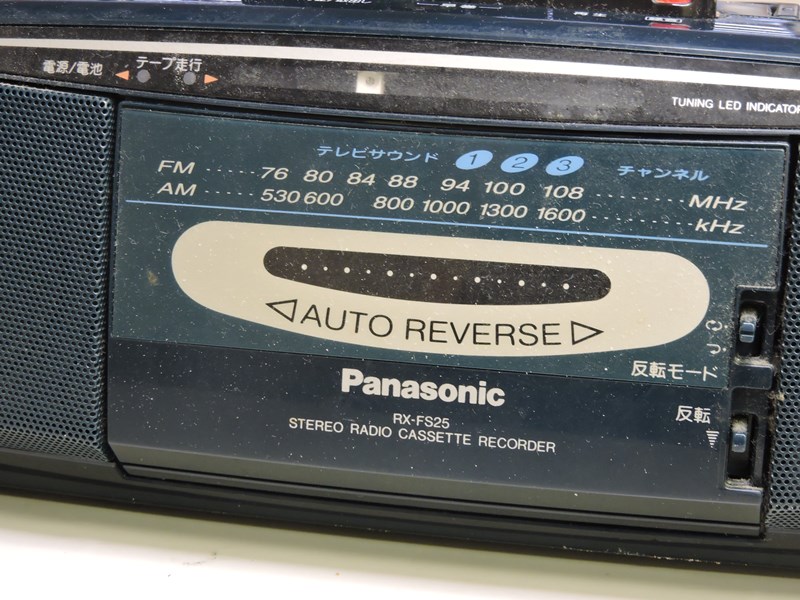 電源/電池
テープ走行
TUNING LED INDICATOR
テレビサウンド 1 2 3 チャンネル
FM 76 80 84 88 94 100 108 MHz
AM 530 600 800 1000 1300 1600 kHz
AUTO REVERSE
反転モード
Panasonic
反転
RX-FS25
STEREO RADIO CASSETTE RECORDER